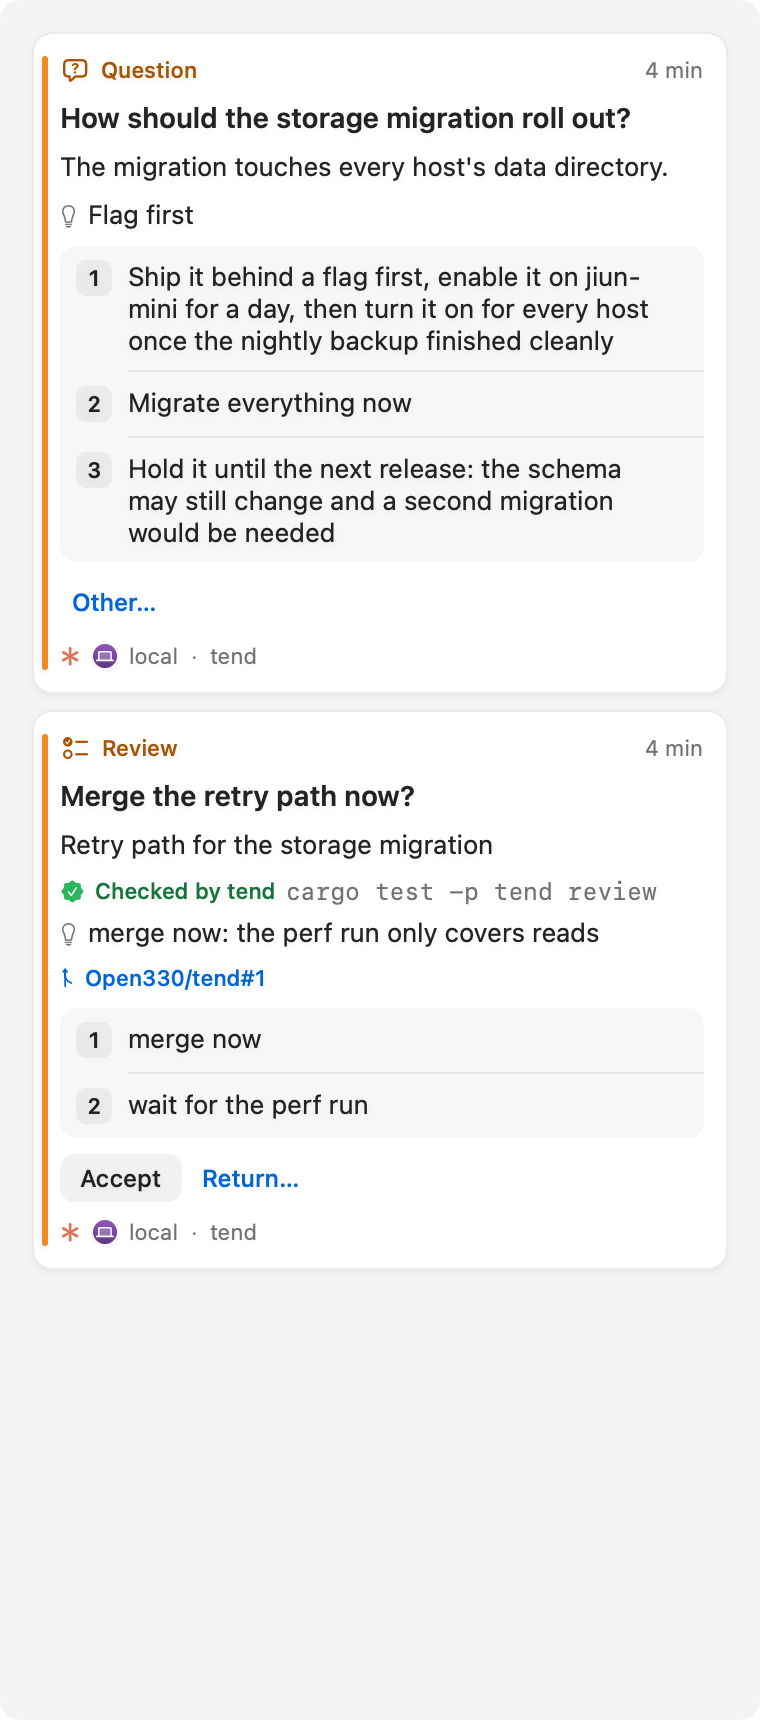 Question
4 min
How should the storage migration roll out?
The migration touches every host's data directory.
Flag first
1 Ship it behind a flag first, enable it on jiun-
mini for a day, then turn it on for every host
once the nightly backup finished cleanly
2 Migrate everything now
3 Hold it until the next release: the schema
may still change and a second migration
would be needed
Other...
local · tend
Review
4 min
Merge the retry path now?
Retry path for the storage migration
Checked by tend cargo test -p tend review
merge now: the perf run only covers reads
Open330/tend#1
1 merge now
2 wait for the perf run
Accept Return...
local · tend